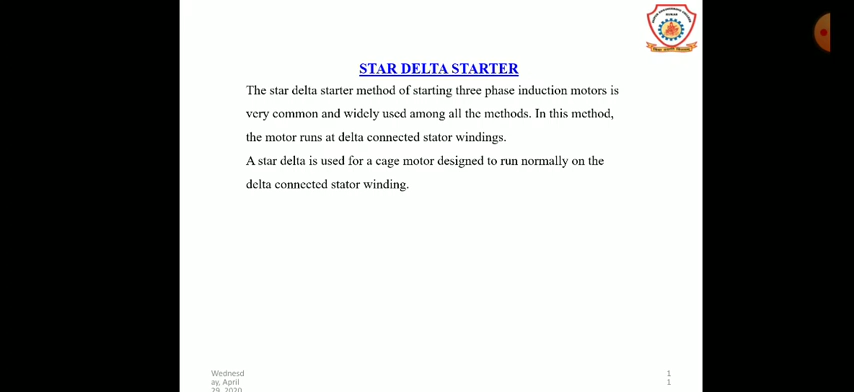 STAR DELTA STARTER
The star delta starter method of starting three phase induction motors is
very common and widely used among all the methods. In this method,
the motor runs at delta connected stator windings.
A star delta is used for a cage motor designed to run normally on the
delta connected stator winding.
Wednesd
ay, April
29, 2020
1
1